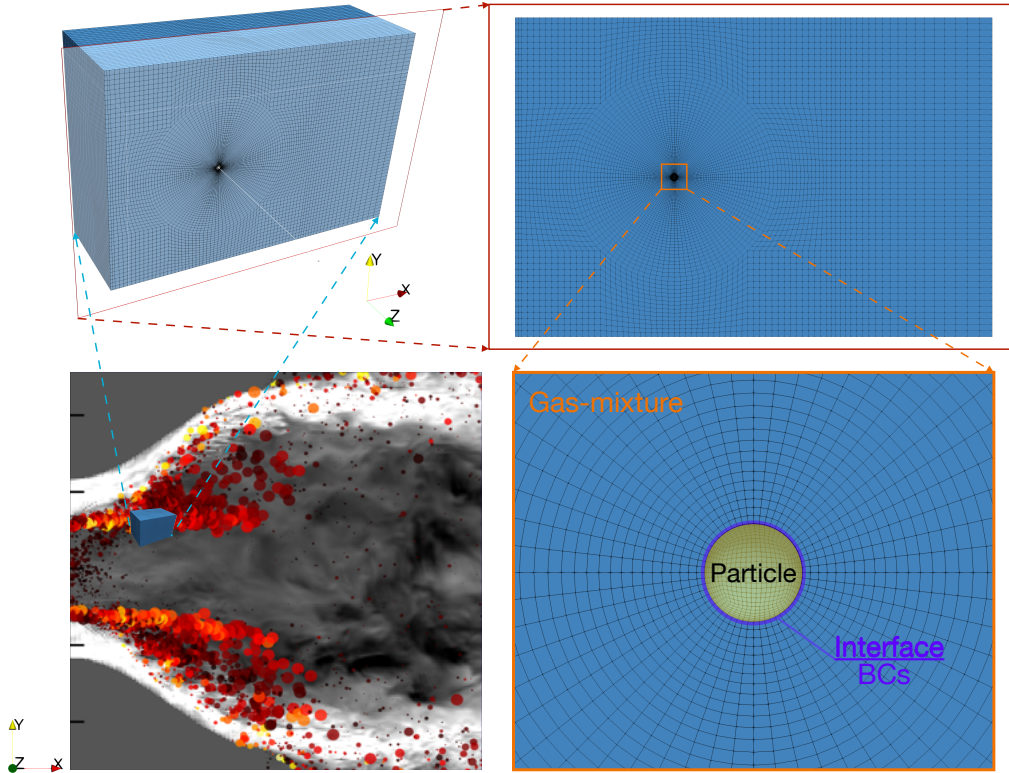 Y
X
Z
Gas-mixture
Particle
Interface
BCs
Y
Z
X